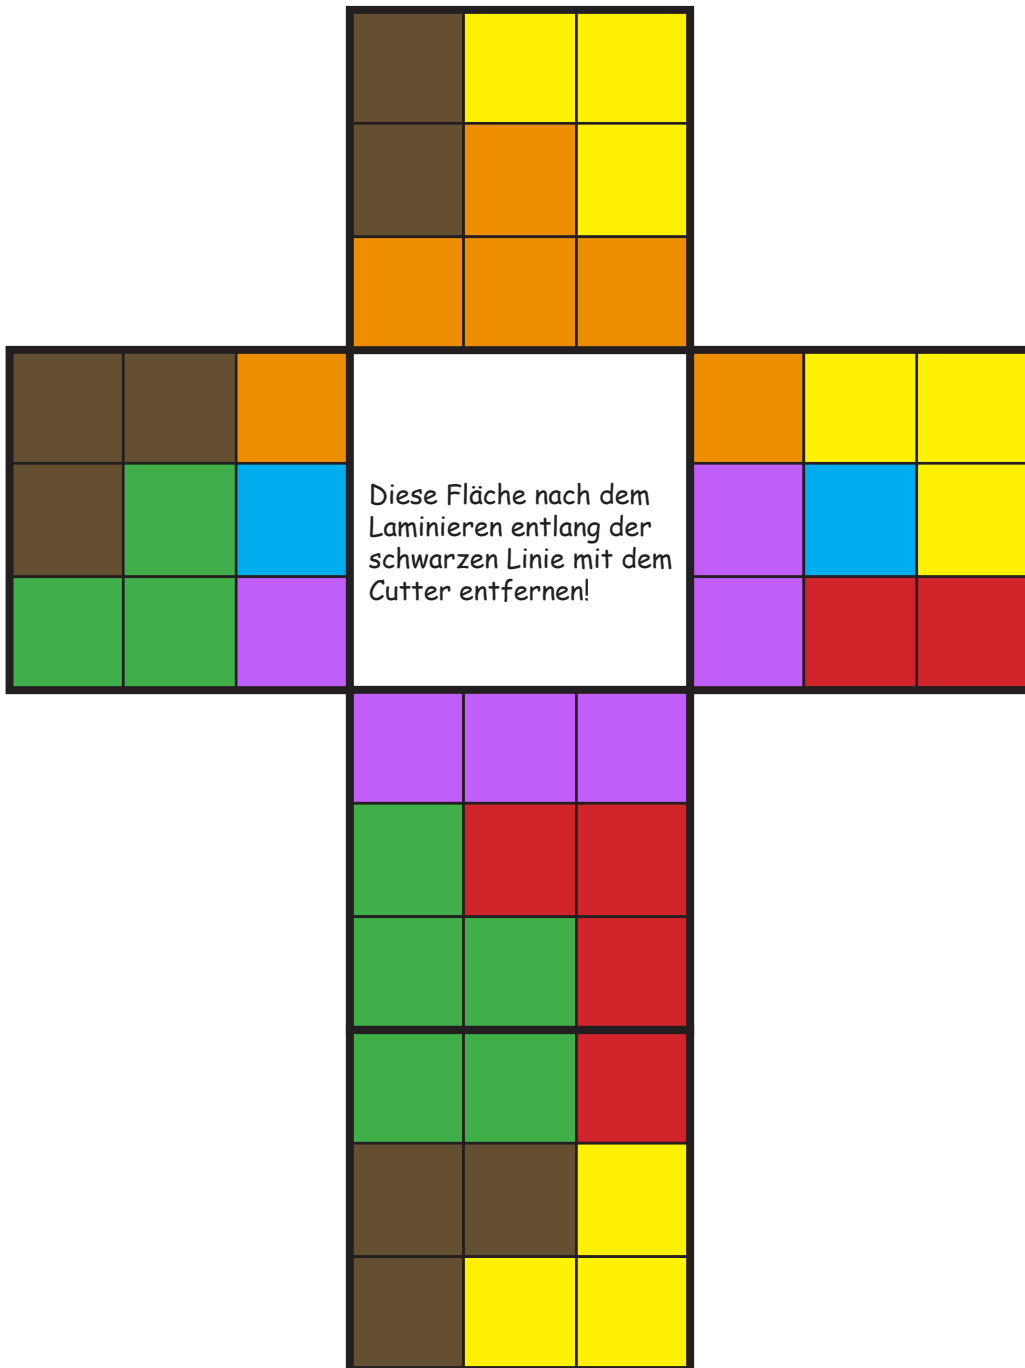 Diese Fläche nach dem
Laminieren entlang der
schwarzen Linie mit dem
Cutter entfernen!